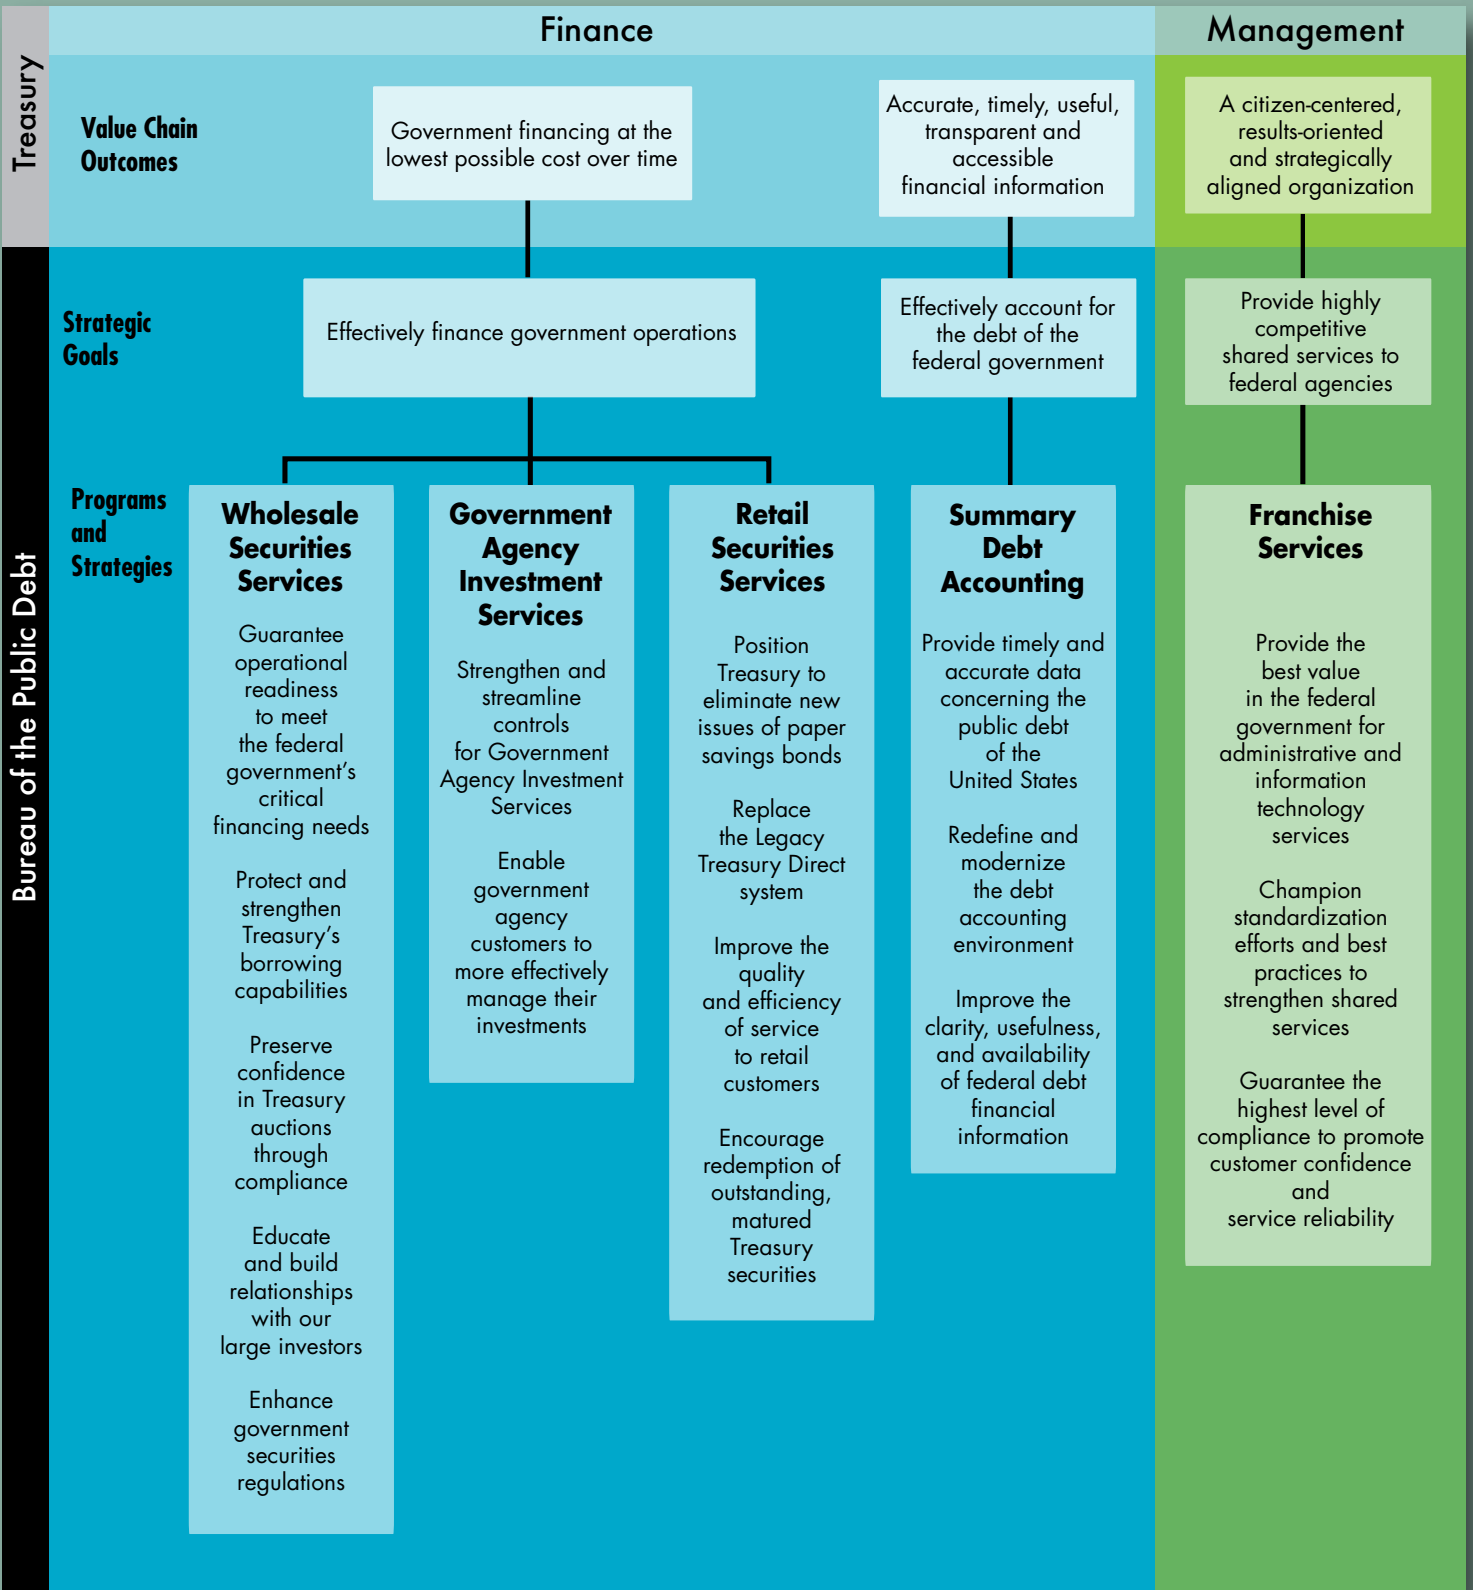 Finance
Management
Treasury
Value Chain
Outcomes
Government financing at the
lowest possible cost over time
Accurate, timely, useful,
transparent and
accessible
financial information
A citizen-centered,
results-oriented
and strategically
aligned organization
Bureau of the Public Debt
Strategic
Goals
Effectively finance government operations
Effectively account for
the debt of the
federal government
Provide highly
competitive
shared services to
federal agencies
Programs
and
Strategies
Wholesale
Securities
Services
Guarantee
operational
readiness
to meet
the federal
government’s
critical
financing needs
Protect and
strengthen
Treasury’s
borrowing
capabilities
Preserve
confidence
in Treasury
auctions
through
compliance
Educate
and build
relationships
with our
large investors
Enhance
government
securities
regulations
Government
Agency
Investment
Services
Strengthen and
streamline
controls
for Government
Agency Investment
Services
Enable
government
agency
customers to
more effectively
manage their
investments
Retail
Securities
Services
Position
Treasury to
eliminate new
issues of paper
savings bonds
Replace
the Legacy
Treasury Direct
system
Improve the
quality
and efficiency
of service
to retail
customers
Encourage
redemption of
outstanding,
matured
Treasury
securities
Summary
Debt
Accounting
Provide timely and
accurate data
concerning the
public debt
of the
United States
Redefine and
modernize
the debt
accounting
environment
Improve the
clarity, usefulness,
and availability
of federal debt
financial
information
Franchise
Services
Provide the
best value
in the federal
government for
administrative and
information
technology
services
Champion
standardization
efforts and best
practices to
strengthen shared
services
Guarantee the
highest level of
compliance to promote
customer confidence
and
service reliability